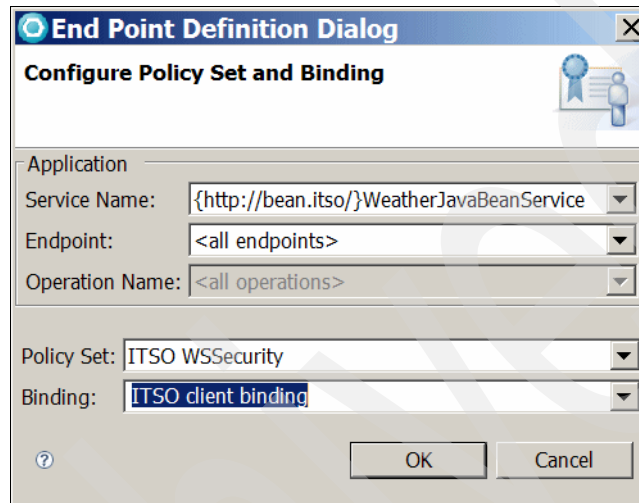 End Point Definition Dialog
Configure Policy Set and Binding
Application
Service Name: {http://bean.itso/}WeatherJavaBeanService
Endpoint: <all endpoints>
Operation Name: <all operations>
Policy Set: ITSO WSSecurity
Binding: ITSO client binding
? OK Cancel